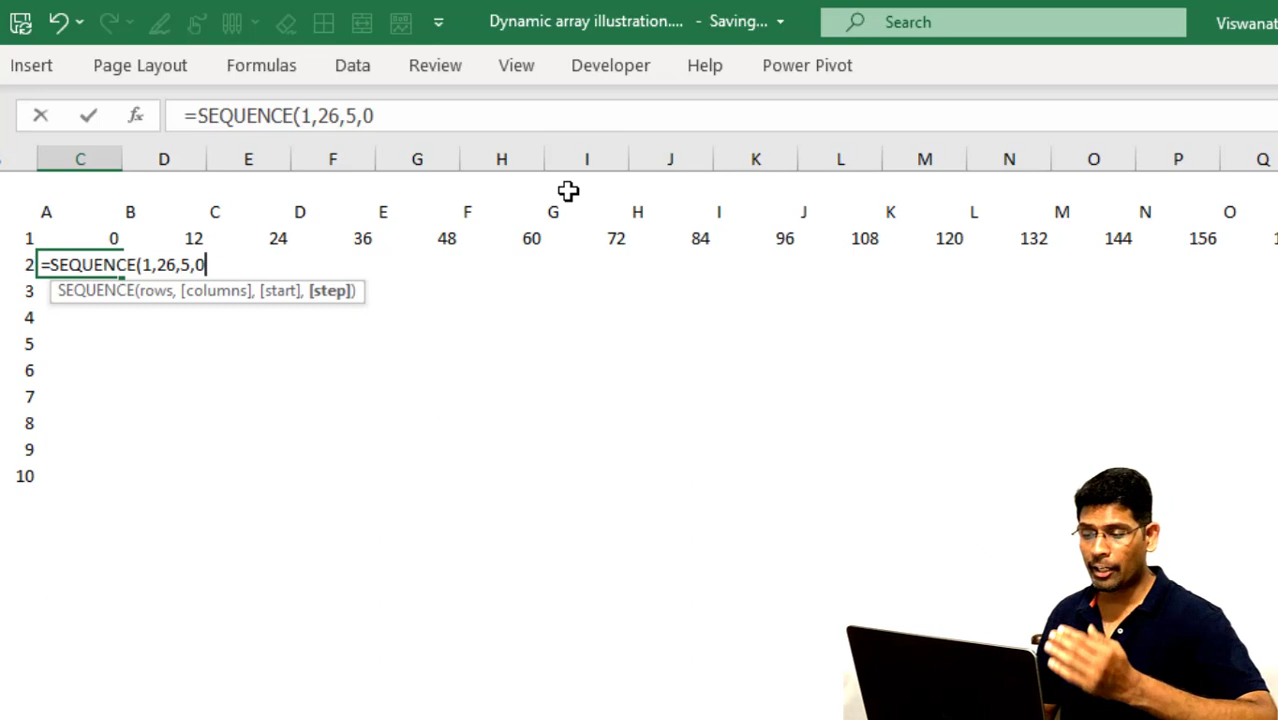 Dynamic array illustration.... - Saving... Search Viswanat
Insert Page Layout Formulas Data Review View Developer Help Power Pivot
fx =SEQUENCE(1,26,5,0
C D E F G H I J K L M N O P Q
A B C D E F G H I J K L M N O
1 0 12 24 36 48 60 72 84 96 108 120 132 144 156 1
2 =SEQUENCE(1,26,5,0
3 SEQUENCE(rows, [columns], [start], [step])
4
5
6
7
8
9
10